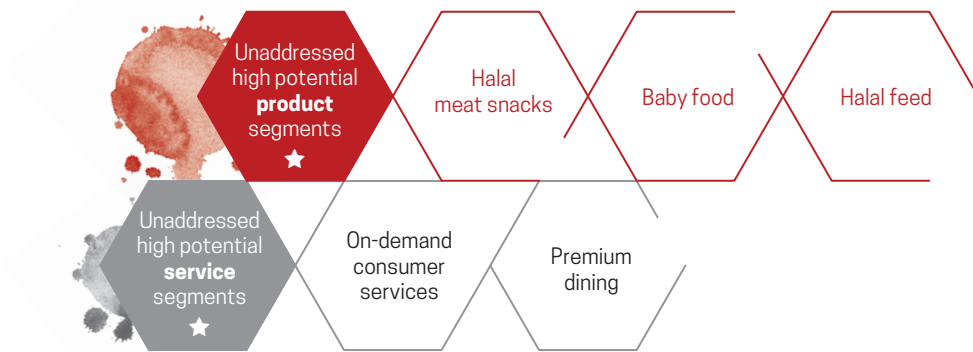 Unaddressed
high potential
product
segments
Halal
meat snacks
Baby food
Halal feed
Unaddressed
high potential
service
segments
On-demand
consumer
services
Premium
dining